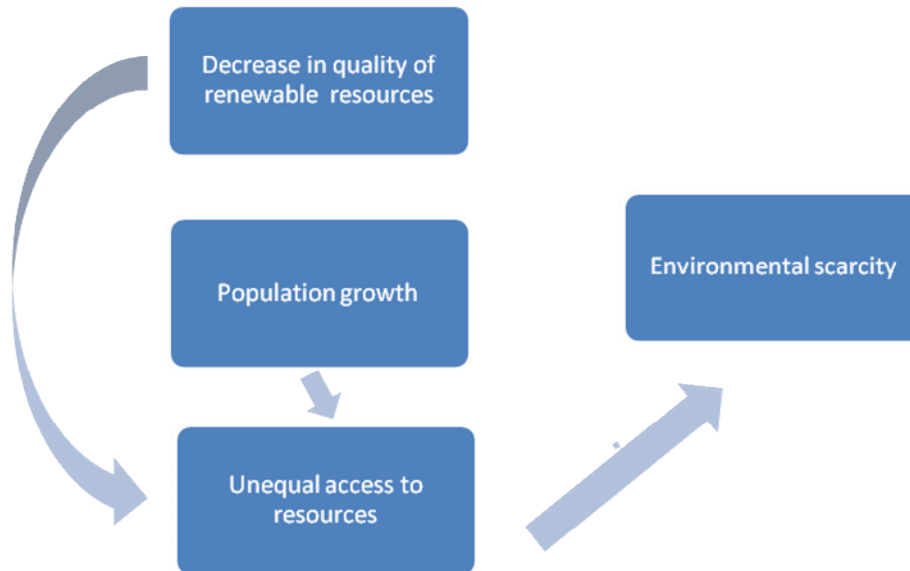 Decrease in quality of
renewable resources
Population growth
Environmental scarcity
Unequal access to
resources